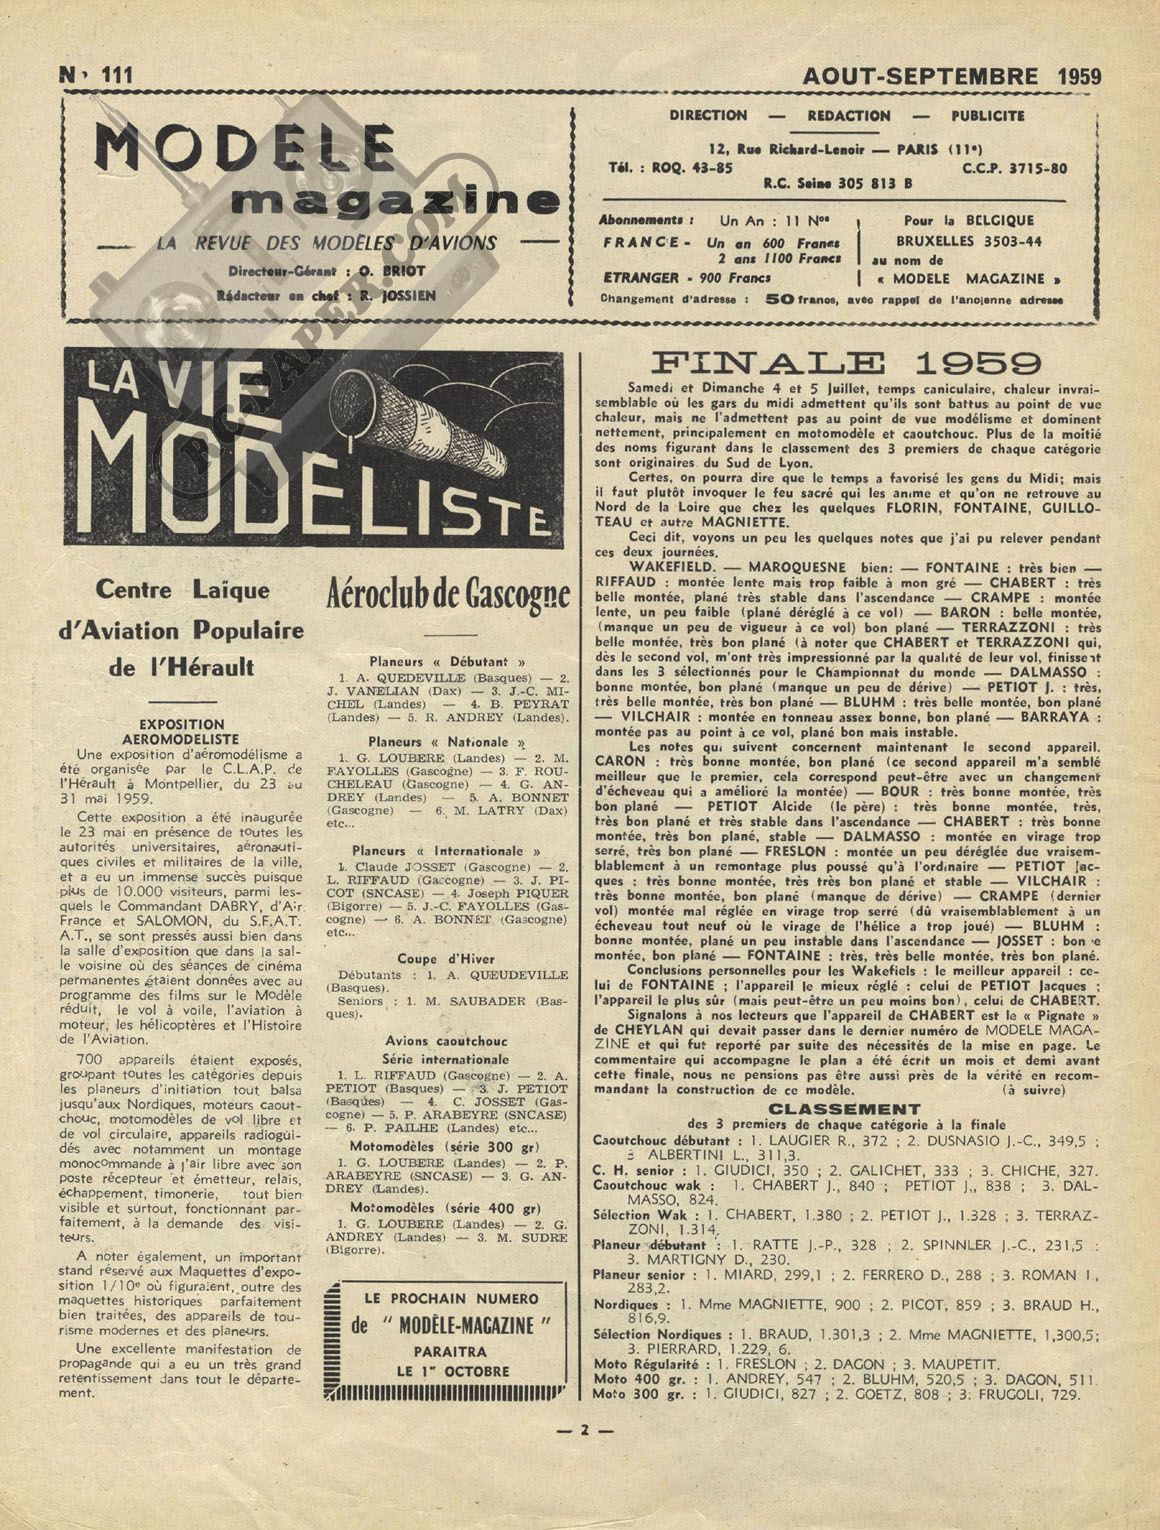 N° 111
AOUT-SEPTEMBRE 1959
MODELE
magazine
— LA REVUE DES MODELES D'AVIONS —
Directeur-Gérant : O. BRIOT
Rédacteur en chef : R. JOSSIEN
DIRECTION — REDACTION — PUBLICITE
12, Rue Richard-Lenoir — PARIS (11e)
Tél. : ROQ. 43-85 C.C.P. 3715-80
R.C. Seine 305 813 B
Abonnements : Un An : 11 Nos
FRANCE - Un an 600 Francs
2 ans 1100 Francs
ETRANGER - 900 Francs
Pour la BELGIQUE
BRUXELLES 3503-44
au nom de
« MODELE MAGAZINE »
Changement d'adresse : 50 francs, avec rappel de l'ancienne adresse
RCPAPER.COM
LA VIE
MODELISTE
Centre Laïque
d'Aviation Populaire
de l'Hérault
EXPOSITION
AEROMODELISTE
Une exposition d'aéromodélisme a
été organisée par le C.L.A.P. de
l'Hérault à Montpellier, du 23 au
31 mai 1959.
Cette exposition a été inaugurée
le 23 mai en présence de toutes les
autorités universitaires, aéronauti-
ques civiles et militaires de la ville,
et a eu un immense succès puisque
plus de 10.000 visiteurs, parmi les-
quels le Commandant DABRY, d'Air
France et SALOMON, du S.F.A.T.
A.T., se sont pressés aussi bien dans
la salle d'exposition que dans la sal-
le voisine où des séances de cinéma
permanentes étaient données avec au
programme des films sur le Modèle
réduit, le vol à voile, l'aviation à
moteur, les hélicoptères et l'Histoire
de l'Aviation.
700 appareils étaient exposés,
groupant toutes les catégories depuis
les planeurs d'initiation tout balsa
jusqu'aux Nordiques, moteurs caout-
chouc, motomodèles de vol libre et
de vol circulaire, appareils radiogui-
dés avec notamment un montage
monocommande à l'air libre avec son
poste récepteur et émetteur, relais,
échappement, timonerie, tout bien
visible et surtout, fonctionnant par-
faitement, à la demande des visi-
teurs.
A noter également, un important
stand réservé aux Maquettes d'expo-
sition 1/10e où figuraient, outre des
maquettes historiques parfaitement
bien traitées, des appareils de tou-
risme modernes et des planeurs.
Une excellente manifestation de
propagande qui a eu un très grand
retentissement dans tout le départe-
ment.
Aéroclub de Gascogne
Planeurs « Débutant »
1. A. QUEDEVILLE (Basques) — 2.
J. VANELIAN (Dax) — 3. J.-C. MI-
CHEL (Landes) — 4. B. PEYRAT
(Landes) — 5. R. ANDREY (Landes).
Planeurs « Nationale »
1. G. LOUBERE (Landes) — 2. M.
FAYOLLES (Gascogne) — 3. F. ROU-
CHELEAU (Gascogne) — 4. G. AN-
DREY (Landes) — 5. A. BONNET
(Gascogne) — 6. M. LATRY (Dax)
etc...
Planeurs « Internationale »
1. Claude JOSSET (Gascogne) — 2.
L. RIFFAUD (Gascogne) — 3. J. PI-
COT (SNCASE) — 4. Joseph PIQUER
(Bigorre) — 5. J.-C. FAYOLLES (Gas-
cogne) — 6. A. BONNET (Gascogne)
etc...
Coupe d'Hiver
Débutants : 1. A. QUEUDEVILLE
(Basques).
Seniors : 1. M. SAUBADER (Bas-
ques).
Avions caoutchouc
Série internationale
1. L. RIFFAUD (Gascogne) — 2. A.
PETIOT (Basques) — 3. J. PETIOT
(Basques) — 4. C. JOSSET (Gas-
cogne) — 5. P. ARABEYRE (SNCASE)
— 6. P. PAILHE (Landes) etc...
Motomodèles (série 300 gr)
1. G. LOUBERE (Landes) — 2. P.
ARABEYRE (SNCASE) — 3. G. AN-
DREY (Landes).
Motomodèles (série 400 gr)
1. G. LOUBERE (Landes) — 2. G.
ANDREY (Landes) — 3. M. SUDRE
(Bigorre).
LE PROCHAIN NUMERO
de " MODÈLE-MAGAZINE "
PARAITRA
LE 1er OCTOBRE
FINALE 1959
Samedi et Dimanche 4 et 5 Juillet, temps caniculaire, chaleur invrai-
semblable où les gars du midi admettent qu'ils sont battus au point de vue
chaleur, mais ne l'admettent pas au point de vue modélisme et dominent
nettement, principalement en motomodèle et caoutchouc. Plus de la moitié
des noms figurant dans le classement des 3 premiers de chaque catégorie
sont originaires du Sud de Lyon.
Certes, on pourra dire que le temps a favorisé les gens du Midi; mais
il faut plutôt invoquer le feu sacré qui les anime et qu'on ne retrouve au
Nord de la Loire que chez les quelques FLORIN, FONTAINE, GUILLO-
TEAU et autre MAGNIETTE.
Ceci dit, voyons un peu les quelques notes que j'ai pu relever pendant
ces deux journées.
WAKEFIELD. — MAROQUESNE bien: — FONTAINE : très bien —
RIFFAUD : montée lente mais trop faible à mon gré — CHABERT : très
belle montée, plané très stable dans l'ascendance — CRAMPE : montée
lente, un peu faible (plané déréglé à ce vol) — BARON : belle montée,
(manque un peu de vigueur à ce vol) bon plané — TERRAZZONI : très
belle montée, très bon plané (à noter que CHABERT et TERRAZZONI qui,
dès le second vol, m'ont très impressionné par la qualité de leur vol, finissent
dans les 3 sélectionnés pour le Championnat du monde — DALMASSO :
bonne montée, bon plané (manque un peu de dérive) — PETIOT J. : très,
très belle montée, très bon plané — BLUHM : très belle montée, bon plané
— VILCHAIR : montée en tonneau assez bonne, bon plané — BARRAYA :
montée pas au point à ce vol, plané bon mais instable.
Les notes qui suivent concernent maintenant le second appareil.
CARON : très bonne montée, bon plané (ce second appareil m'a semblé
meilleur que le premier, cela correspond peut-être avec un changement
d'écheveau qui a amélioré la montée) — BOUR : très bonne montée, très
bon plané — PETIOT Alcide (le père) : très bonne montée, très,
très bon plané et très stable dans l'ascendance — CHABERT : très bonne
montée, très bon plané, stable — DALMASSO : montée en virage trop
serré, très bon plané — FRESLON : montée un peu déréglée due vraisem-
blablement à un remontage plus poussé qu'à l'ordinaire — PETIOT Jac-
ques : très bonne montée, très très bon plané et stable — VILCHAIR :
très bonne montée, bon plané (manque de dérive) — CRAMPE (dernier
vol) montée mal réglée en virage trop serré (dû vraisemblablement à un
écheveau tout neuf où le virage de l'hélice a trop joué) — BLUHM :
bonne montée, plané un peu instable dans l'ascendance — JOSSET : bonne
montée, bon plané — FONTAINE : très, très belle montée, très bon plané.
Conclusions personnelles pour les Wakefiels : le meilleur appareil : ce-
lui de FONTAINE ; l'appareil le mieux réglé : celui de PETIOT Jacques ;
l'appareil le plus sûr (mais peut-être un peu moins bon), celui de CHABERT.
Signalons à nos lecteurs que l'appareil de CHABERT est le « Pignate »
de CHEYLAN qui devait passer dans le dernier numéro de MODELE MAGA-
ZINE et qui fut reporté par suite des nécessités de la mise en page. Le
commentaire qui accompagne le plan a été écrit un mois et demi avant
cette finale, nous ne pensions pas être aussi près de la vérité en recom-
mandant la construction de ce modèle. (à suivre)
CLASSEMENT
des 3 premiers de chaque catégorie à la finale
Caoutchouc débutant : 1. LAUGIER R., 372 ; 2. DUSNASIO J.-C., 349,5 ;
3 ALBERTINI L., 311,3.
C. H. senior : 1. GIUDICI, 350 ; 2. GALICHET, 333 ; 3. CHICHE, 327.
Caoutchouc wak : 1. CHABERT J., 840 ; PETIOT J., 838 ; 3. DAL-
MASSO, 824.
Sélection Wak : 1. CHABERT, 1.380 ; 2. PETIOT J., 1.328 ; 3. TERRAZ-
ZONI, 1.314.
Planeur débutant : 1. RATTE J.-P., 328 ; 2. SPINNLER J.-C., 231,5 :
3. MARTIGNY D., 230.
Planeur senior : 1. MIARD, 299,1 ; 2. FERRERO D., 288 ; 3. ROMAN I,
283,2.
Nordiques : 1. Mme MAGNIETTE, 900 ; 2. PICOT, 859 ; 3. BRAUD H.,
816,9.
Sélection Nordiques : 1. BRAUD, 1.301,3 ; 2. Mme MAGNIETTE, 1,300,5;
3. PIERRARD, 1.229, 6.
Moto Régularité : 1. FRESLON ; 2. DAGON ; 3. MAUPETIT.
Moto 400 gr. : 1. ANDREY, 547 ; 2. BLUHM, 520,5 ; 3. DAGON, 511.
Moto 300 gr. : 1. GIUDICI, 827 ; 2. GOETZ, 808 ; 3. FRUGOLI, 729.
— 2 —